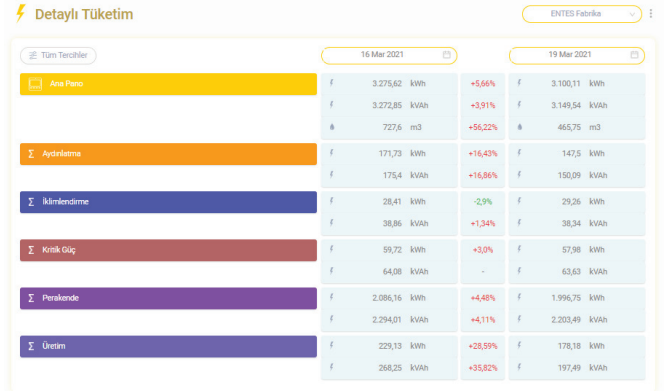 Detaylı Tüketim
ENTES Fabrika
Tüm Tercihler
16 Mar 2021
19 Mar 2021
Ana Pano 3.275,62 kWh +5,66% 3.100,11 kWh
3.272,85 kVAh +3,91% 3.149,54 kVAh
727,6 m3 +56,22% 465,75 m3
Σ Aydınlatma 171,73 kWh +16,43% 147,5 kWh
175,4 kVAh +16,86% 150,09 kVAh
Σ İklimlendirme 28,41 kWh -2,9% 29,26 kWh
38,86 kVAh +1,34% 38,34 kVAh
Σ Kritik Güç 59,72 kWh +3,0% 57,98 kWh
64,08 kVAh - 63,63 kVAh
Σ Perakende 2.086,16 kWh +4,48% 1.996,75 kWh
2.294,01 kVAh +4,11% 2.203,49 kVAh
Σ Üretim 229,13 kWh +28,59% 178,18 kWh
268,25 kVAh +35,82% 197,49 kVAh